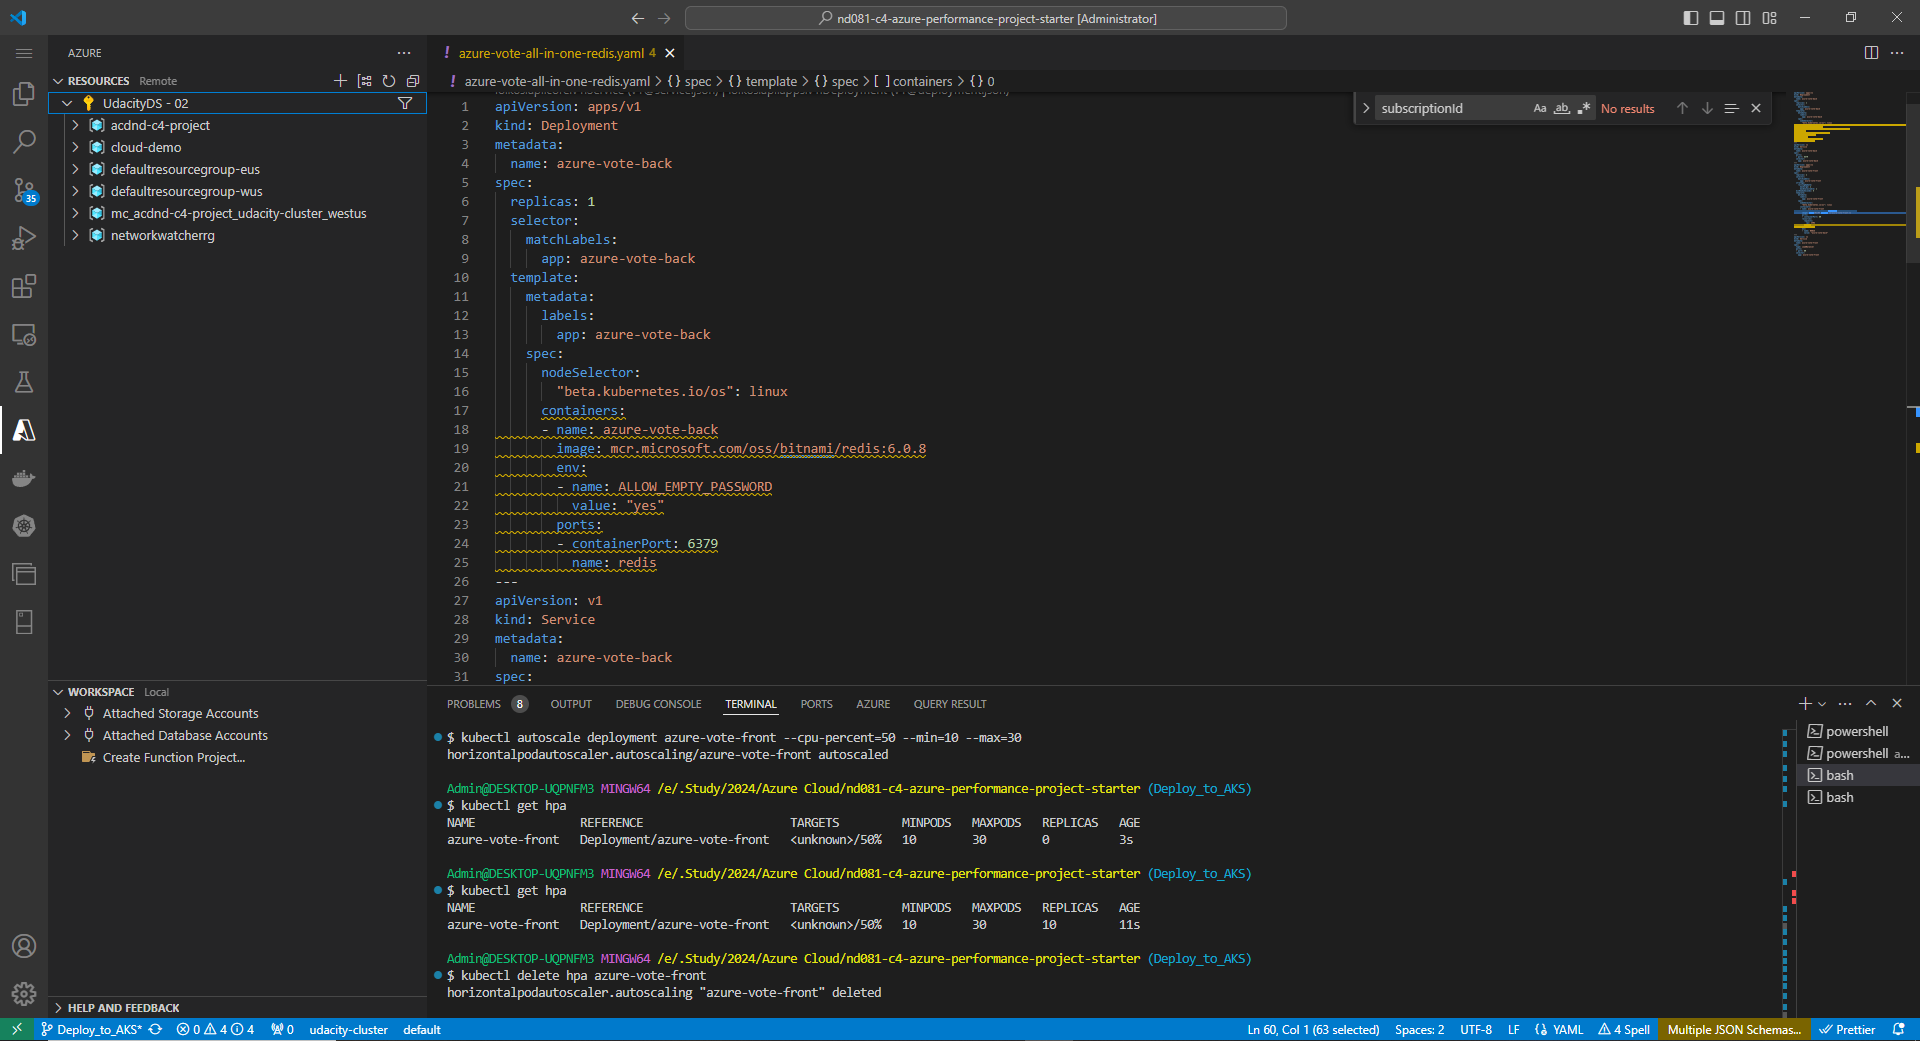 nd081-c4-azure-performance-project-starter [Administrator]
AZURE
RESOURCES Remote
UdacityDS - 02
acdnd-c4-project
cloud-demo
defaultresourcegroup-eus
defaultresourcegroup-wus
mc_acdnd-c4-project_udacity-cluster_westus
networkwatcherrg
WORKSPACE Local
Attached Storage Accounts
Attached Database Accounts
Create Function Project...
HELP AND FEEDBACK
35
! azure-vote-all-in-one-redis.yaml 4
! azure-vote-all-in-one-redis.yaml > {} spec > {} template > {} spec > [ ] containers > {} 0
subscriptionId Aa ab .* No results
1 apiVersion: apps/v1
2 kind: Deployment
3 metadata:
4 name: azure-vote-back
5 spec:
6 replicas: 1
7 selector:
8 matchLabels:
9 app: azure-vote-back
10 template:
11 metadata:
12 labels:
13 app: azure-vote-back
14 spec:
15 nodeSelector:
16 "beta.kubernetes.io/os": linux
17 containers:
18 - name: azure-vote-back
19 image: mcr.microsoft.com/oss/bitnami/redis:6.0.8
20 env:
21 - name: ALLOW_EMPTY_PASSWORD
22 value: "yes"
23 ports:
24 - containerPort: 6379
25 name: redis
26 ---
27 apiVersion: v1
28 kind: Service
29 metadata:
30 name: azure-vote-back
31 spec:
PROBLEMS 8 OUTPUT DEBUG CONSOLE TERMINAL PORTS AZURE QUERY RESULT
$ kubectl autoscale deployment azure-vote-front --cpu-percent=50 --min=10 --max=30
horizontalpodautoscaler.autoscaling/azure-vote-front autoscaled
Admin@DESKTOP-UQPNFM3 MINGW64 /e/.Study/2024/Azure Cloud/nd081-c4-azure-performance-project-starter (Deploy_to_AKS)
$ kubectl get hpa
NAME REFERENCE TARGETS MINPODS MAXPODS REPLICAS AGE
azure-vote-front Deployment/azure-vote-front <unknown>/50% 10 30 0 3s
Admin@DESKTOP-UQPNFM3 MINGW64 /e/.Study/2024/Azure Cloud/nd081-c4-azure-performance-project-starter (Deploy_to_AKS)
$ kubectl get hpa
NAME REFERENCE TARGETS MINPODS MAXPODS REPLICAS AGE
azure-vote-front Deployment/azure-vote-front <unknown>/50% 10 30 10 11s
Admin@DESKTOP-UQPNFM3 MINGW64 /e/.Study/2024/Azure Cloud/nd081-c4-azure-performance-project-starter (Deploy_to_AKS)
$ kubectl delete hpa azure-vote-front
horizontalpodautoscaler.autoscaling "azure-vote-front" deleted
powershell
powershell a...
bash
bash
Deploy_to_AKS* 0 4 4 0 udacity-cluster default
Ln 60, Col 1 (63 selected) Spaces: 2 UTF-8 LF YAML 4 Spell Multiple JSON Schemas... Prettier